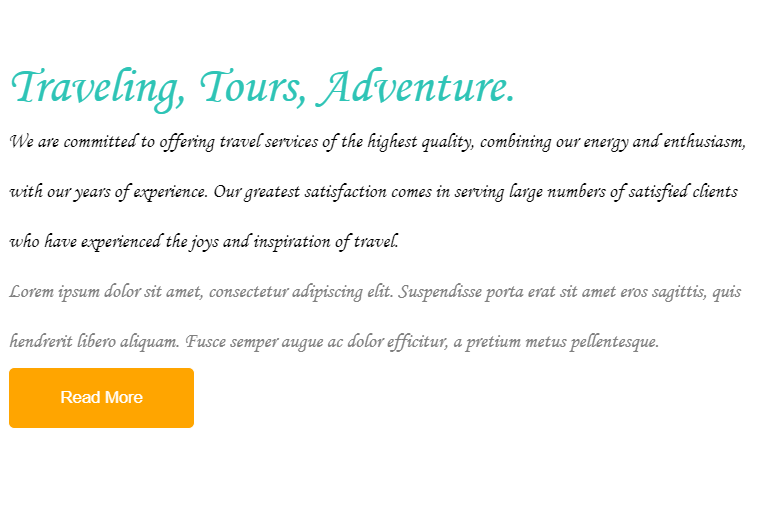 Traveling, Tours, Adventure.
We are committed to offering travel services of the highest quality, combining our energy and enthusiasm,
with our years of experience. Our greatest satisfaction comes in serving large numbers of satisfied clients
who have experienced the joys and inspiration of travel.
Lorem ipsum dolor sit amet, consectetur adipiscing elit. Suspendisse porta erat sit amet eros sagittis, quis
hendrerit libero aliquam. Fusce semper augue ac dolor efficitur, a pretium metus pellentesque.
Read More